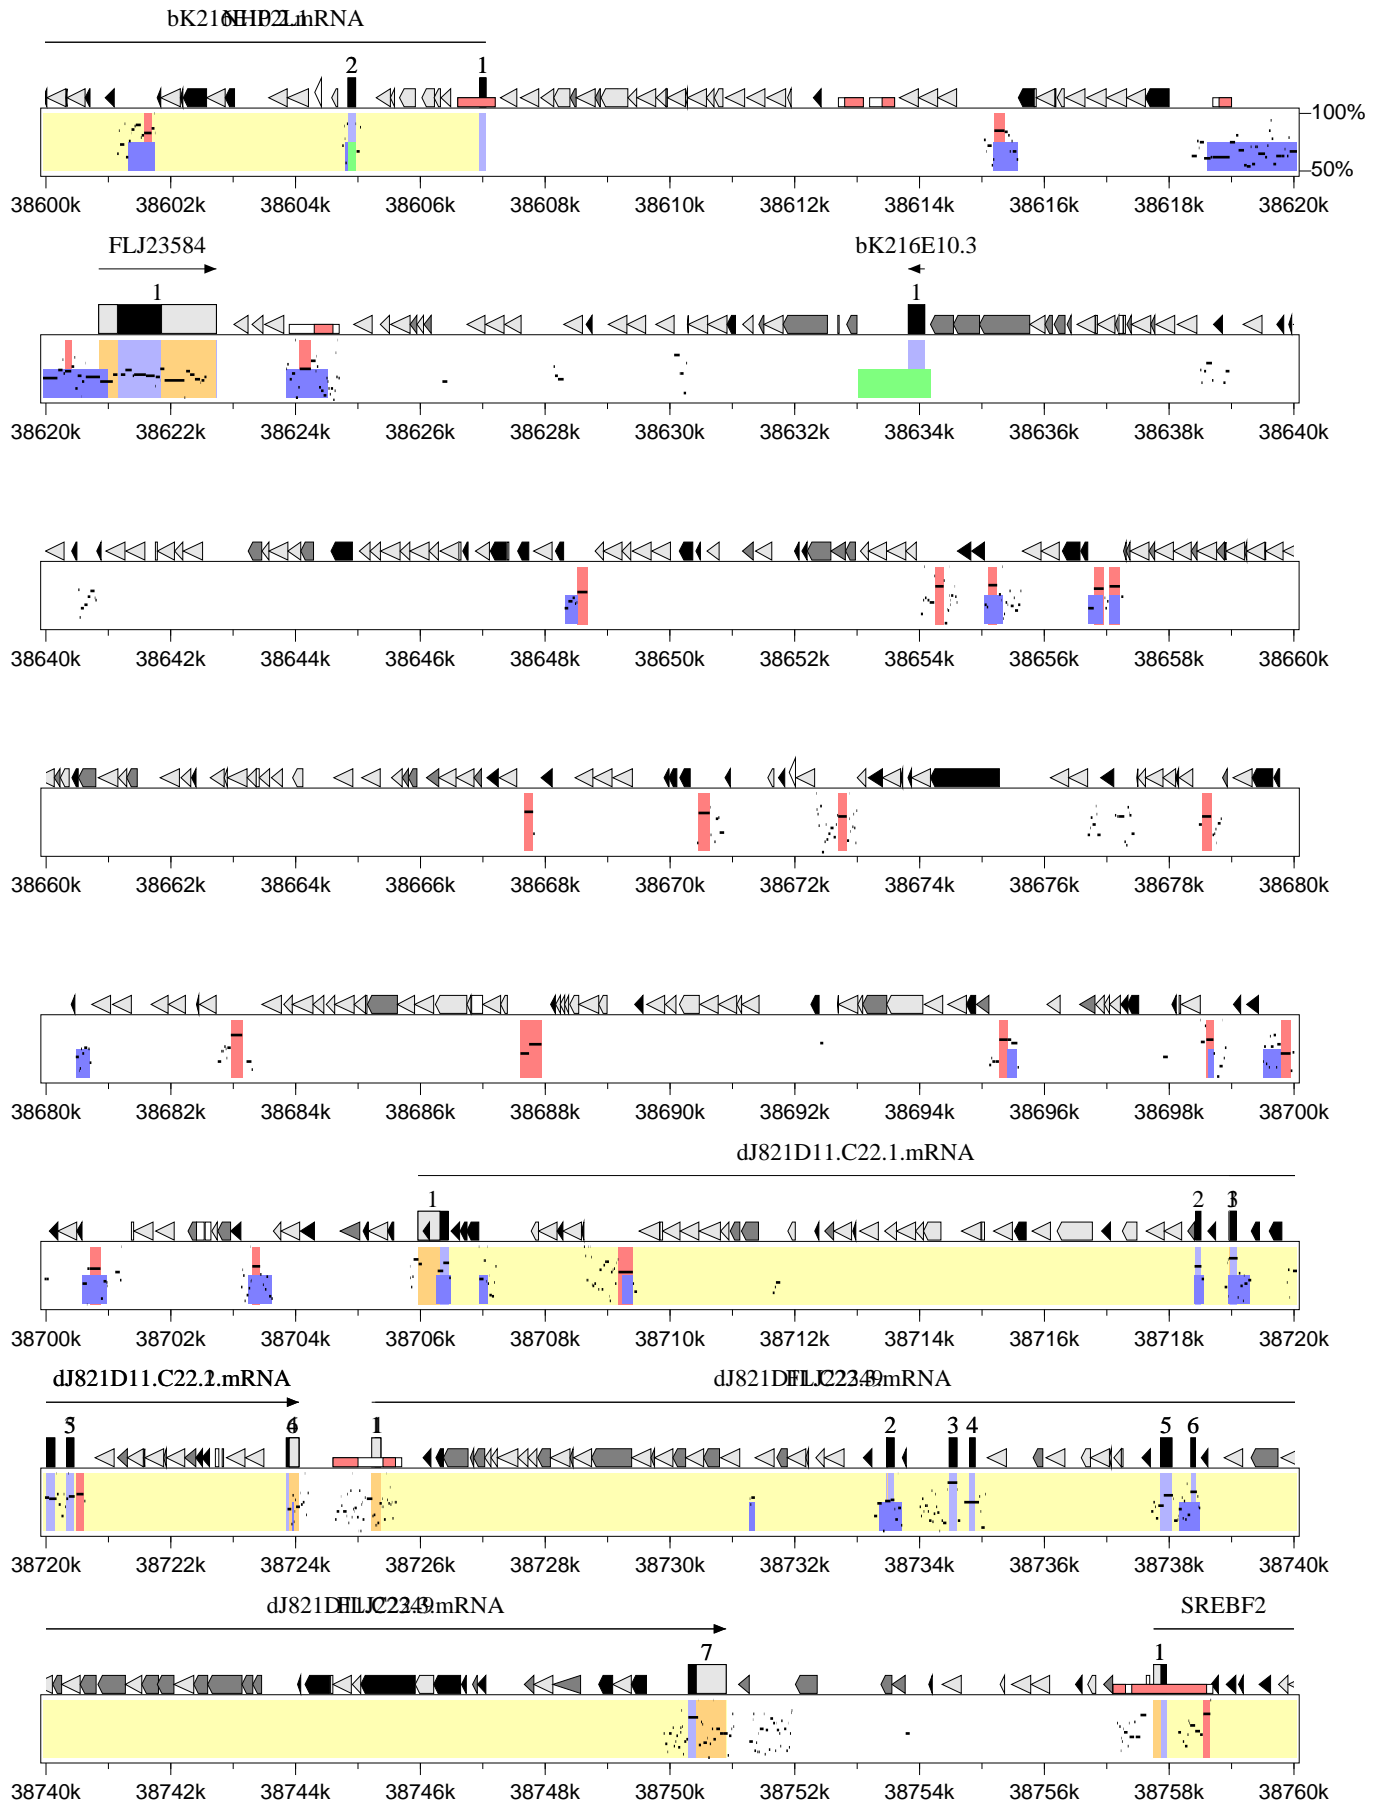 2 1
100%
50%
38600k 38602k 38604k 38606k 38608k 38610k 38612k 38614k 38616k 38618k 38620k
FLJ23584 bK216E10.3
1 1
38620k 38622k 38624k 38626k 38628k 38630k 38632k 38634k 38636k 38638k 38640k
38640k 38642k 38644k 38646k 38648k 38650k 38652k 38654k 38656k 38658k 38660k
38660k 38662k 38664k 38666k 38668k 38670k 38672k 38674k 38676k 38678k 38680k
38680k 38682k 38684k 38686k 38688k 38690k 38692k 38694k 38696k 38698k 38700k
dJ821D11.C22.1.mRNA
1 2
38700k 38702k 38704k 38706k 38708k 38710k 38712k 38714k 38716k 38718k 38720k
1 2 3 4 5 6
38720k 38722k 38724k 38726k 38728k 38730k 38732k 38734k 38736k 38738k 38740k
SREBF2
7 1
38740k 38742k 38744k 38746k 38748k 38750k 38752k 38754k 38756k 38758k 38760k